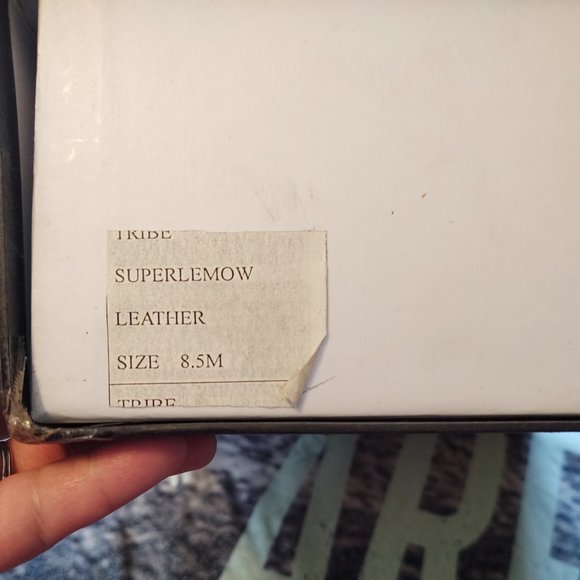 TRIBE
SUPERLEMOW
LEATHER
SIZE 8.5M
TRIBE